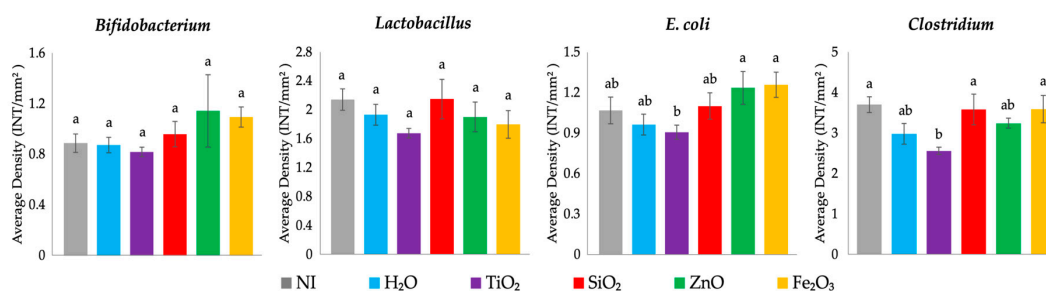 Bifidobacterium
Average Density (INT/mm²)
1.6
1.2
0.8
0.4
0
a
a
a
a
a
a
Lactobacillus
Average Density (INT/mm²)
2.8
2.4
2
1.6
1.2
0.8
0.4
0
a
a
a
a
a
a
E. coli
Average Density (INT/mm²)
1.5
1.2
0.9
0.6
0.3
0
ab
ab
b
ab
a
a
Clostridium
Average Density (INT/mm²)
5
4
3
2
1
0
a
ab
b
a
ab
a
NI H₂O TiO₂ SiO₂ ZnO Fe₂O₃